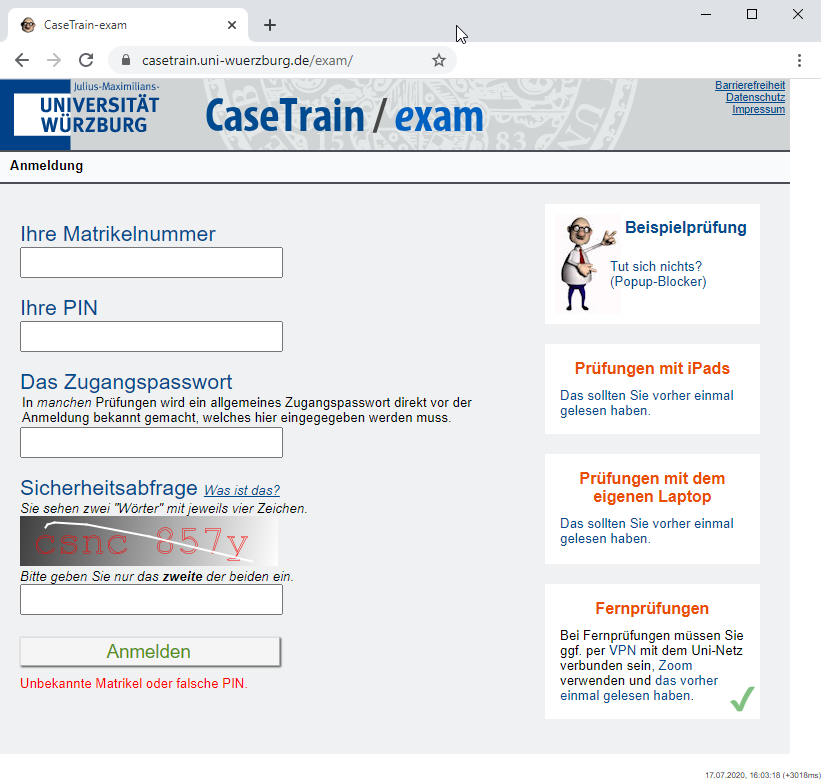 CaseTrain-exam
casetrain.uni-wuerzburg.de/exam/
Julius-Maximilians-
UNIVERSITÄT
WÜRZBURG
CaseTrain / exam
Barrierefreiheit
Datenschutz
Impressum
Anmeldung
Ihre Matrikelnummer
Ihre PIN
Das Zugangspasswort
In manchen Prüfungen wird ein allgemeines Zugangspasswort direkt vor der
Anmeldung bekannt gemacht, welches hier eingegegeben werden muss.
Sicherheitsabfrage Was ist das?
Sie sehen zwei "Wörter" mit jeweils vier Zeichen.
csnc 857y
Bitte geben Sie nur das zweite der beiden ein.
Anmelden
Unbekannte Matrikel oder falsche PIN.
Beispielprüfung
Tut sich nichts?
(Popup-Blocker)
Prüfungen mit iPads
Das sollten Sie vorher einmal
gelesen haben.
Prüfungen mit dem
eigenen Laptop
Das sollten Sie vorher einmal
gelesen haben.
Fernprüfungen
Bei Fernprüfungen müssen Sie
ggf. per VPN mit dem Uni-Netz
verbunden sein, Zoom
verwenden und das vorher
einmal gelesen haben.
17.07.2020, 16:03:18 (+3018ms)